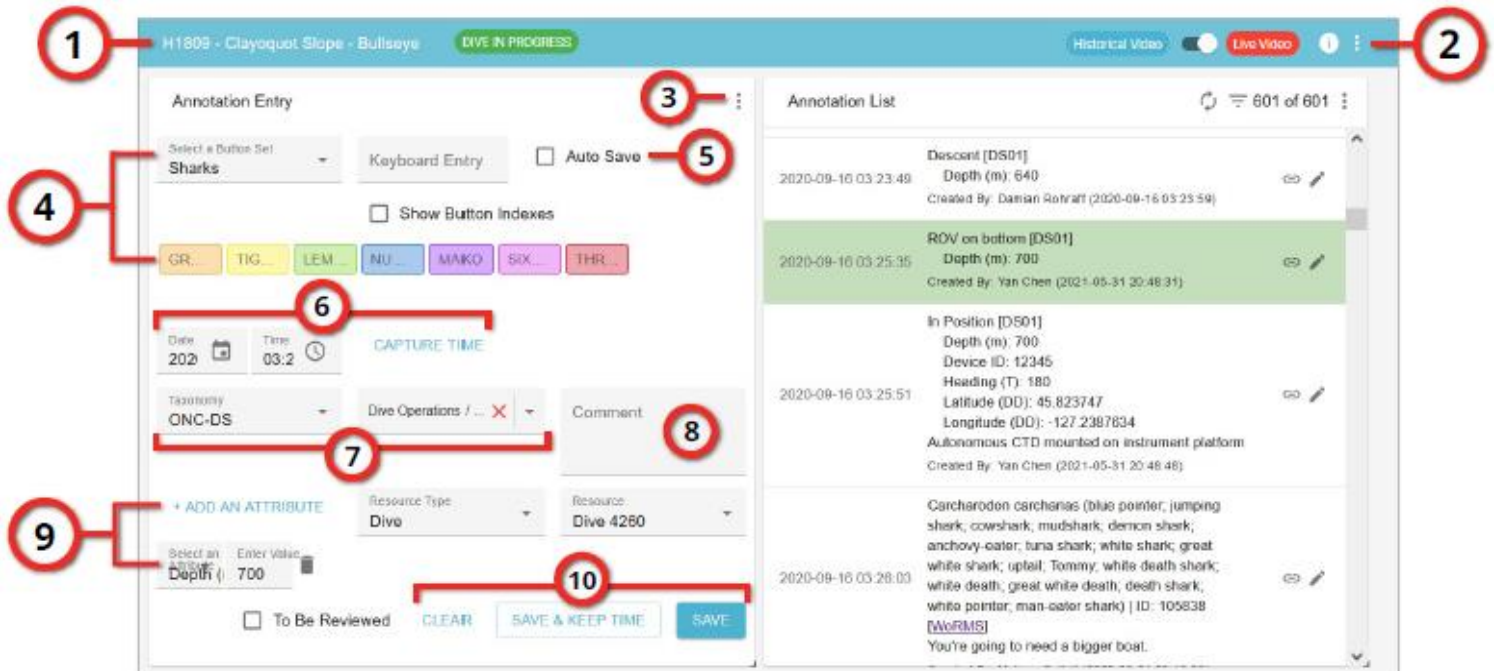 1
H1809 - Clayoquot Slope - Bullseye
DIVE IN PROGRESS
Historical Video
Live Video
2
Annotation Entry
3
4
Select a Button Set
Sharks
Keyboard Entry
Auto Save
5
Show Button Indexes
GR...
TIG...
LEM...
NU...
MAKO
SIX...
THR...
6
Date
202(
Time
03:2
CAPTURE TIME
Taxonomy
ONC-DS
Dive Operations / ...
Comment
7
8
9
+ ADD AN ATTRIBUTE
Resource Type
Dive
Resource
Dive 4260
Select an
Attribute
Depth (
Enter Value
700
10
To Be Reviewed
CLEAR
SAVE & KEEP TIME
SAVE
Annotation List
601 of 601
2020-09-16 03:23:49
Descent [DS01]
Depth (m): 640
Created By: Damian Rohraff (2020-09-16 03:23:59)
2020-09-16 03:25:35
ROV on bottom [DS01]
Depth (m): 700
Created By: Yan Chen (2021-05-31 20:48:31)
2020-09-16 03:25:51
In Position [DS01]
Depth (m): 700
Device ID: 12345
Heading (T): 180
Latitude (DD): 45.823747
Longitude (DD): -127.2387634
Autonomous CTD mounted on instrument platform
Created By: Yan Chen (2021-05-31 20:48:48)
2020-09-16 03:26:03
Carcharodon carcharias (blue pointer; jumping
shark; cowshark; mudshark; demon shark;
anchovy-eater; tuna shark; white shark; great
white shark; uptail; Tommy; white death shark;
white death; great white death; death shark;
white pointer; man-eater shark) | ID: 105838
[WoRMS]
You're going to need a bigger boat.